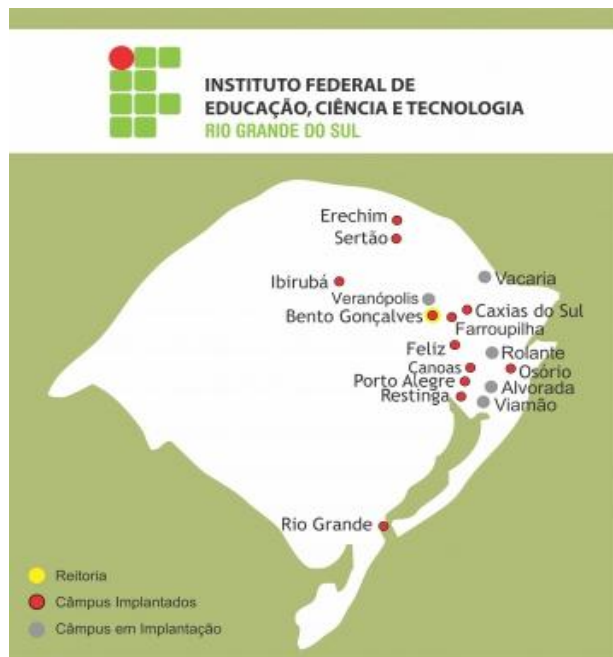 INSTITUTO FEDERAL DE
EDUCAÇÃO, CIÊNCIA E TECNOLOGIA
RIO GRANDE DO SUL
Erechim
Sertão
Ibirubá
Vacaria
Veranópolis
Bento Gonçalves
Caxias do Sul
Farroupilha
Feliz
Rolante
Canoas
Osório
Porto Alegre
Alvorada
Restinga
Viamão
Rio Grande
Reitoria
Câmpus Implantados
Câmpus em Implantação